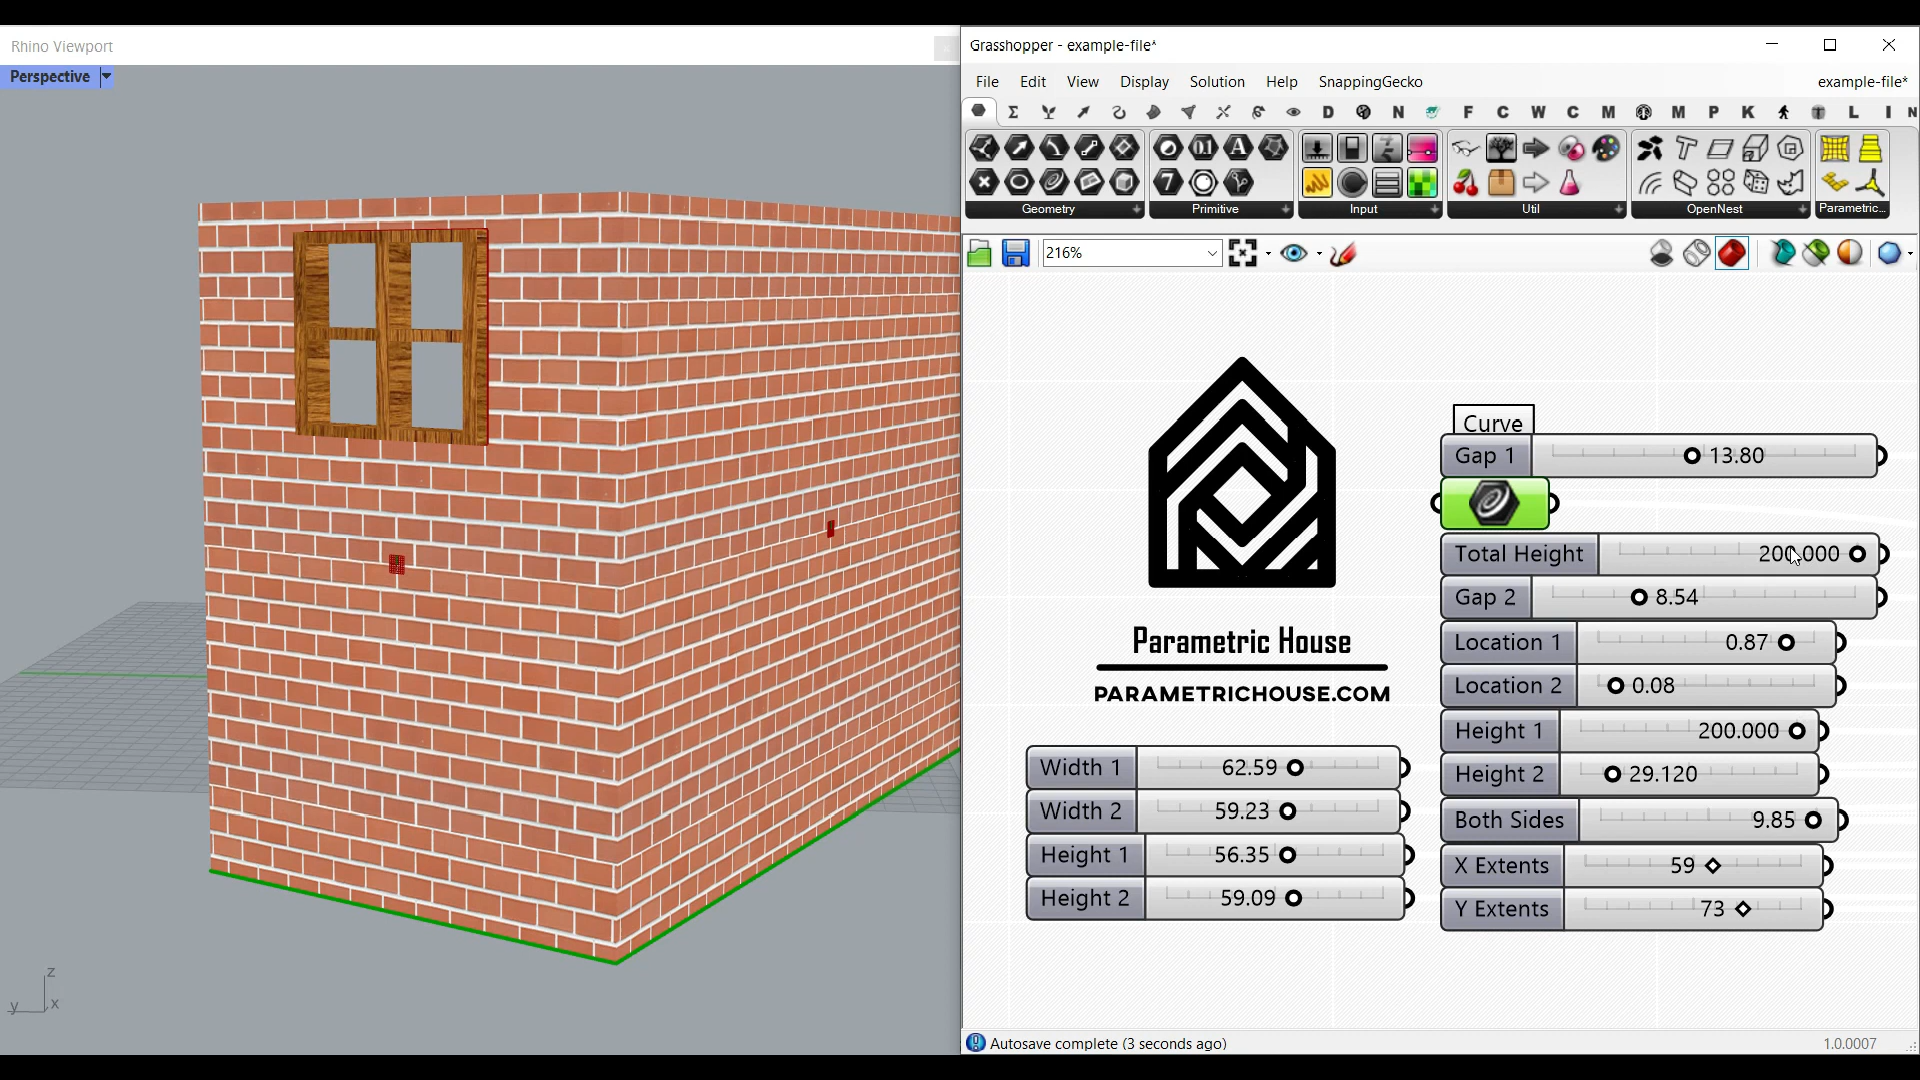 Rhino Viewport
Perspective
Grasshopper - example-file*
File Edit View Display Solution Help SnappingGecko example-file*
D N F C W C M M P K L I N
Geometry Primitive Input Util OpenNest Parametric...
216%
Curve
Gap 1 13.80
Total Height 200.000
Gap 2 8.54
Location 1 0.87
Location 2 0.08
Height 1 200.000
Height 2 29.120
Both Sides 9.85
X Extents 59
Y Extents 73
Parametric House
PARAMETRICHOUSE.COM
Width 1 62.59
Width 2 59.23
Height 1 56.35
Height 2 59.09
z
y x
Autosave complete (3 seconds ago)
1.0.0007